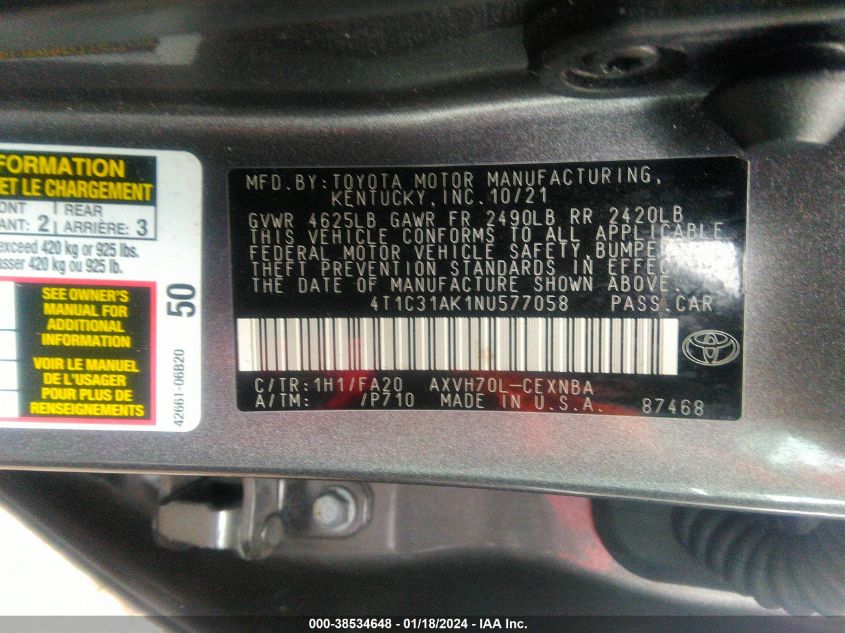 FORMATION
ET LE CHARGEMENT
ONT 2 REAR
ANT: ARRIÈRE: 3
exceed 420 kg or 925 lbs.
asser 420 kg ou 925 lb.
SEE OWNER'S
MANUAL FOR
ADDITIONAL
INFORMATION
VOIR LE MANUEL
DE L'USAGER
POUR PLUS DE
RENSEIGNEMENTS
50
42661-06B20
MFD.BY:TOYOTA MOTOR MANUFACTURING,
KENTUCKY, INC. 10/21
GVWR 4625LB GAWR FR 2490LB RR 2420LB
THIS VEHICLE CONFORMS TO ALL APPLICABLE
FEDERAL MOTOR VEHICLE SAFETY, BUMPE
THEFT PREVENTION STANDARDS IN EFFECT
THE DATE OF MANUFACTURE SHOWN ABOVE.
4T1C31AK1NU577058 PASS.CAR
C/TR:1H1/FA20 AXVH70L-CEXNBA
A/TM: /P710 MADE IN U.S.A. 87468
000-38534648 - 01/18/2024 - IAA Inc.